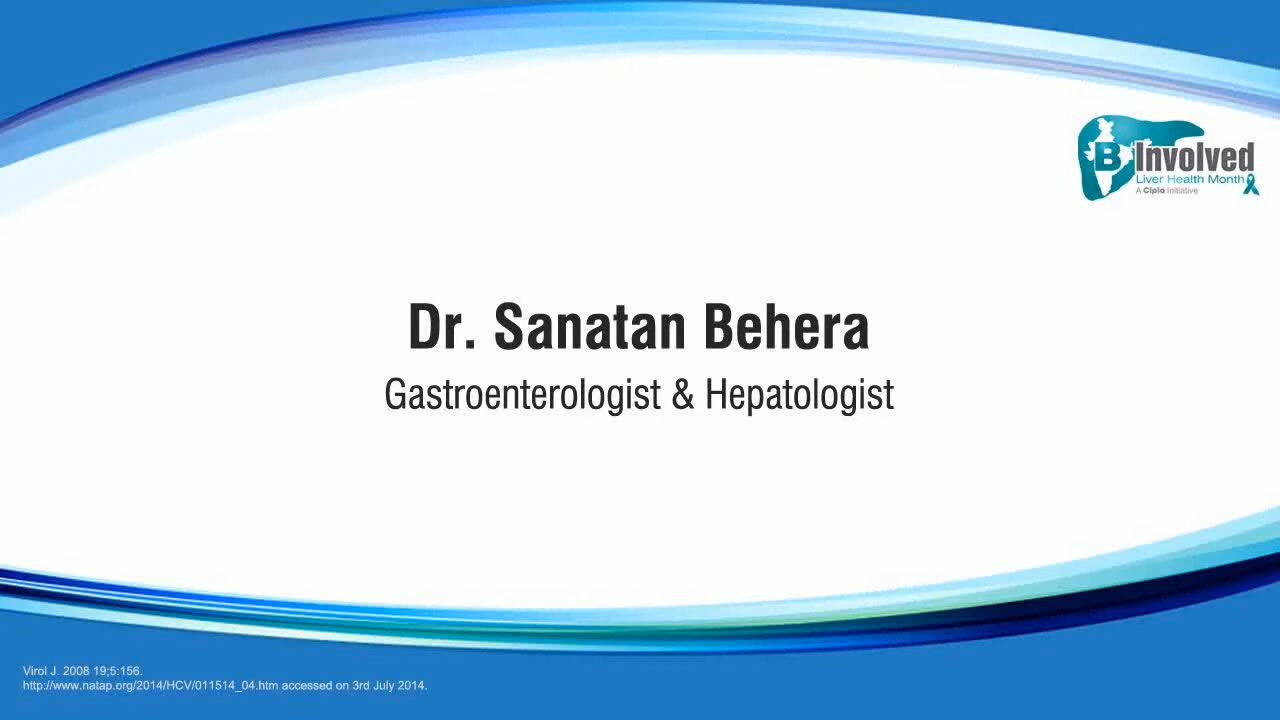 B Involved
Liver Health Month
A Cipla Initiative
Dr. Sanatan Behera
Gastroenterologist & Hepatologist
Virol J. 2008 19;5:156.
http://www.natap.org/2014/HCV/011514_04.htm accessed on 3rd July 2014.